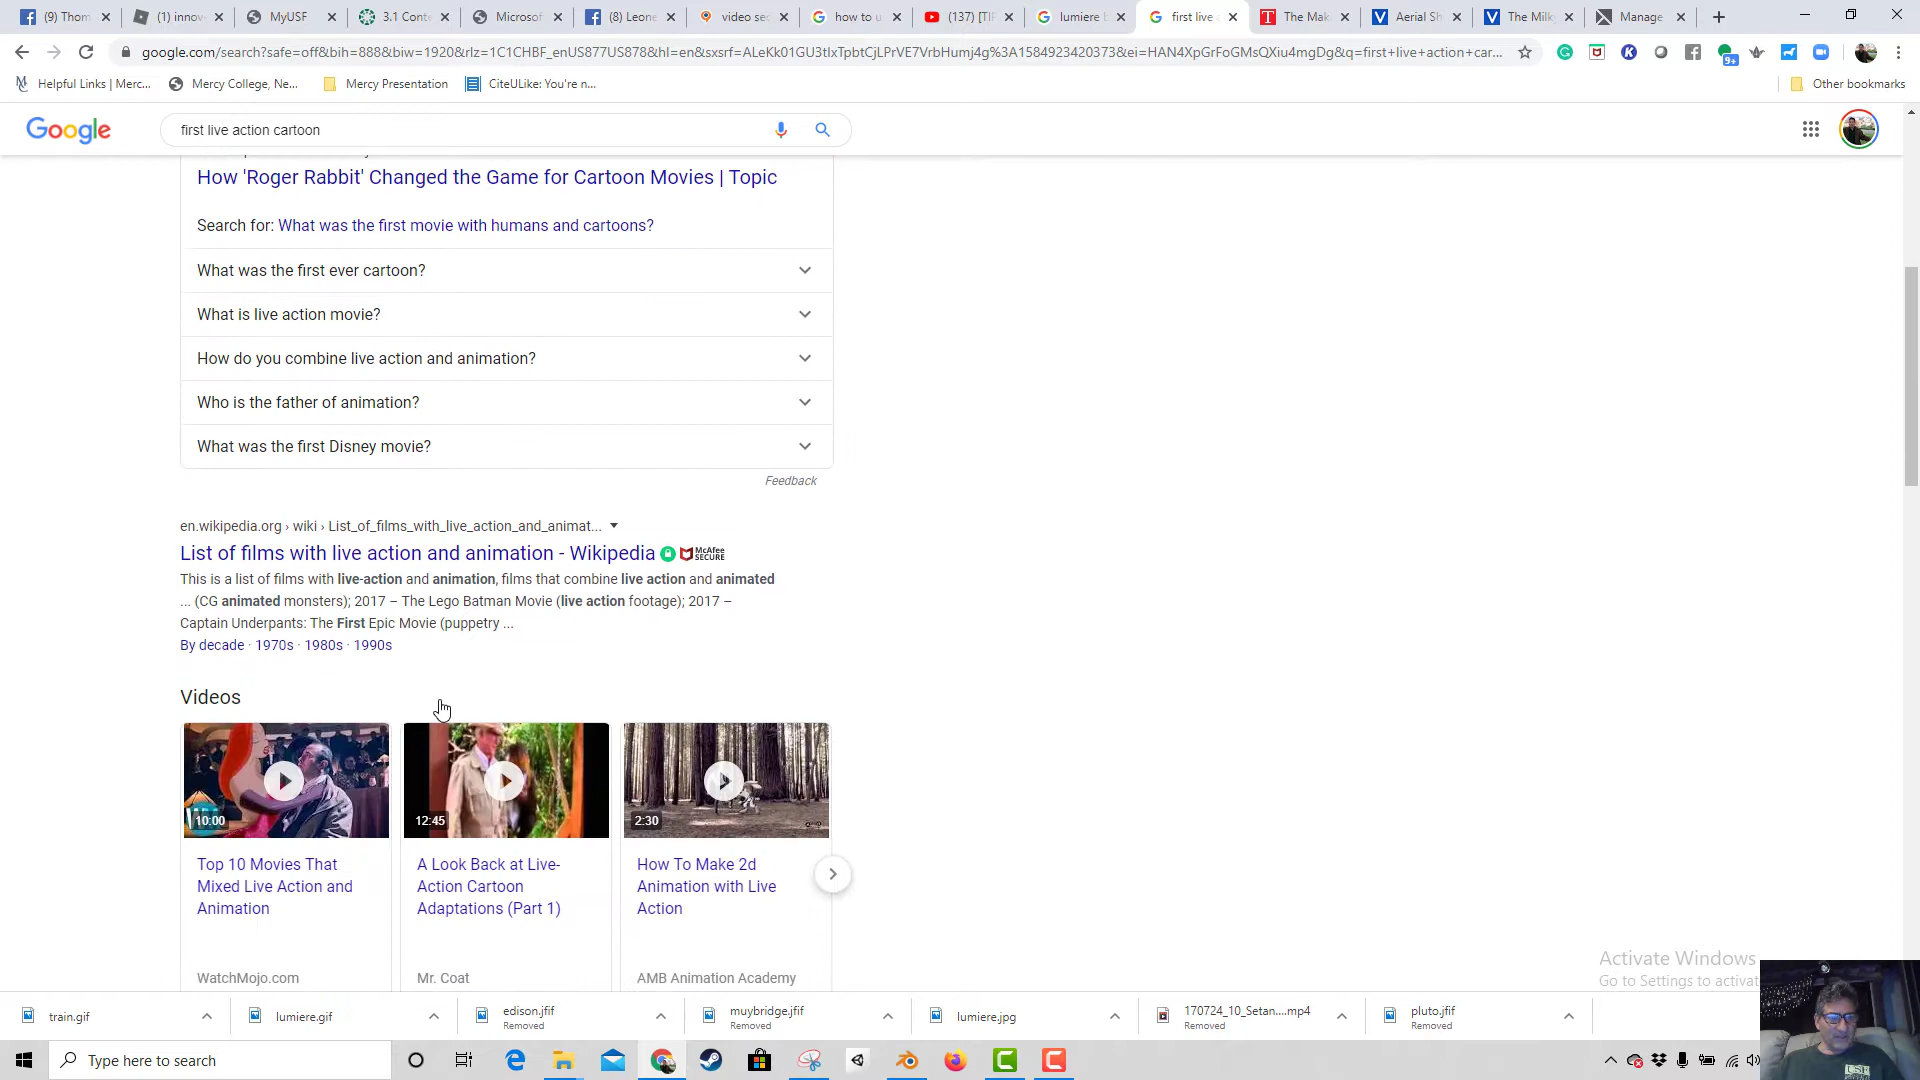 (9) Thom
(1) innov
MyUSF
3.1 Cont
Microsof
(8) Leone
video sec
how to u
(137) [TIP
lumiere b
first live
The Mak
Aerial Sh
The Milk
Manage
google.com/search?safe=off&bih=888&biw=1920&rlz=1C1CHBF_enUS877US878&hl=en&sxsrf=ALeKk01GU3tIxTpbtCjLPrVE7VrbHumj4g%3A1584923420373&ei=HAN4XpGrFoGMsQXiu4mgDg&q=first+live+action+car...
9+
Helpful Links | Merc...
Mercy College, Ne...
Mercy Presentation
CiteULike: You're n...
Other bookmarks
Google
first live action cartoon
How 'Roger Rabbit' Changed the Game for Cartoon Movies | Topic
Search for: What was the first movie with humans and cartoons?
What was the first ever cartoon?
What is live action movie?
How do you combine live action and animation?
Who is the father of animation?
What was the first Disney movie?
Feedback
en.wikipedia.org › wiki › List_of_films_with_live_action_and_animat...
List of films with live action and animation - Wikipedia
McAfee SECURE
This is a list of films with live-action and animation, films that combine live action and animated
... (CG animated monsters); 2017 – The Lego Batman Movie (live action footage); 2017 –
Captain Underpants: The First Epic Movie (puppetry ...
By decade · 1970s · 1980s · 1990s
Videos
10:00
12:45
2:30
Top 10 Movies That
Mixed Live Action and
Animation
A Look Back at Live-
Action Cartoon
Adaptations (Part 1)
How To Make 2d
Animation with Live
Action
WatchMojo.com
Mr. Coat
AMB Animation Academy
Activate Windows
Go to Settings to activat
train.gif
lumiere.gif
edison.jfif
Removed
muybridge.jfif
Removed
lumiere.jpg
170724_10_Setan....mp4
Removed
pluto.jfif
Removed
Type here to search
USF